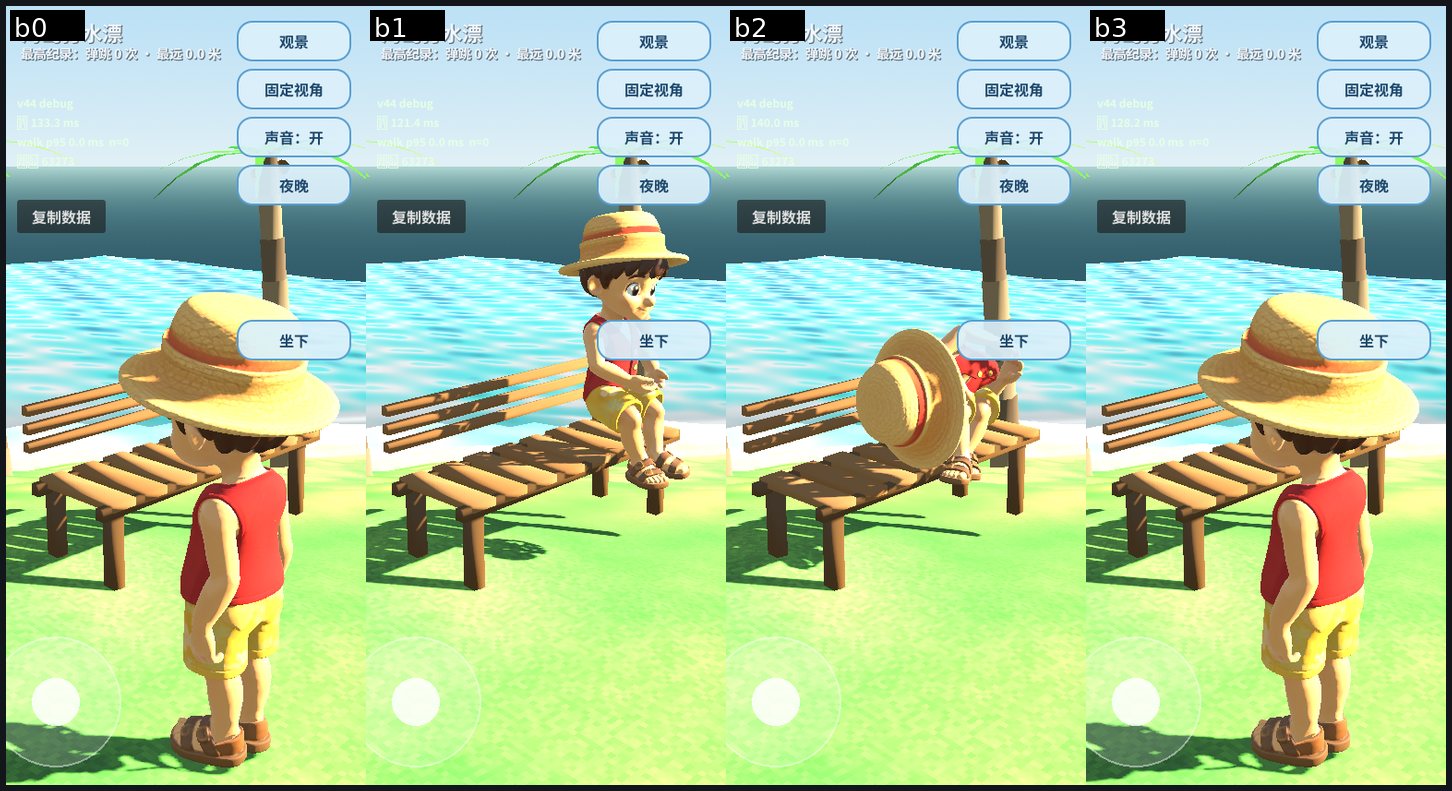 b0
水漂
最高纪录：弹跳 0 次 · 最远 0.0 米
v44 debug
133.3 ms
walk p95 0.0 ms n=0
63773
观景
固定视角
声音：开
夜晚
复制数据
坐下
b1
水漂
最高纪录：弹跳 0 次 · 最远 0.0 米
v44 debug
121.4 ms
walk p95 0.0 ms n=0
63773
观景
固定视角
声音：开
夜晚
复制数据
坐下
b2
水漂
最高纪录：弹跳 0 次 · 最远 0.0 米
v44 debug
140.0 ms
walk p95 0.0 ms n=0
63773
观景
固定视角
声音：开
夜晚
复制数据
坐下
b3
水漂
最高纪录：弹跳 0 次 · 最远 0.0 米
v44 debug
128.2 ms
walk p95 0.0 ms n=0
63773
观景
固定视角
声音：开
夜晚
复制数据
坐下